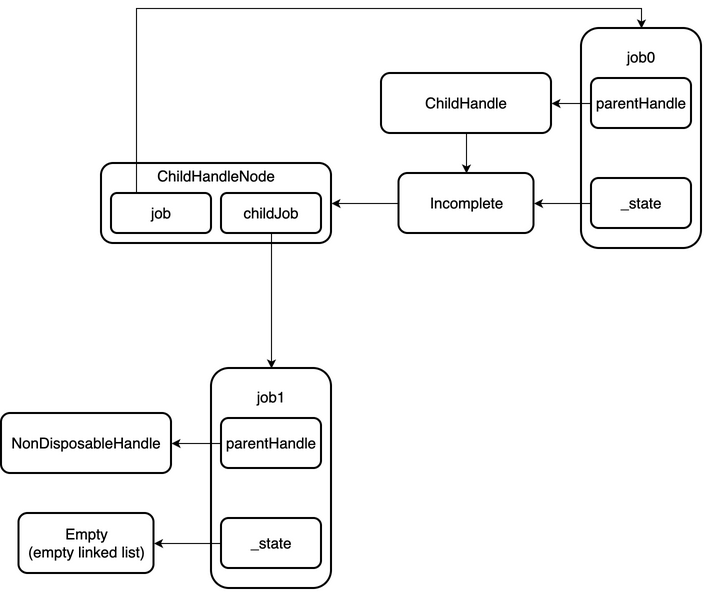 job0
ChildHandle
parentHandle
ChildHandleNode
job
childJob
Incomplete
_state
job1
NonDisposableHandle
parentHandle
Empty
(empty linked list)
_state